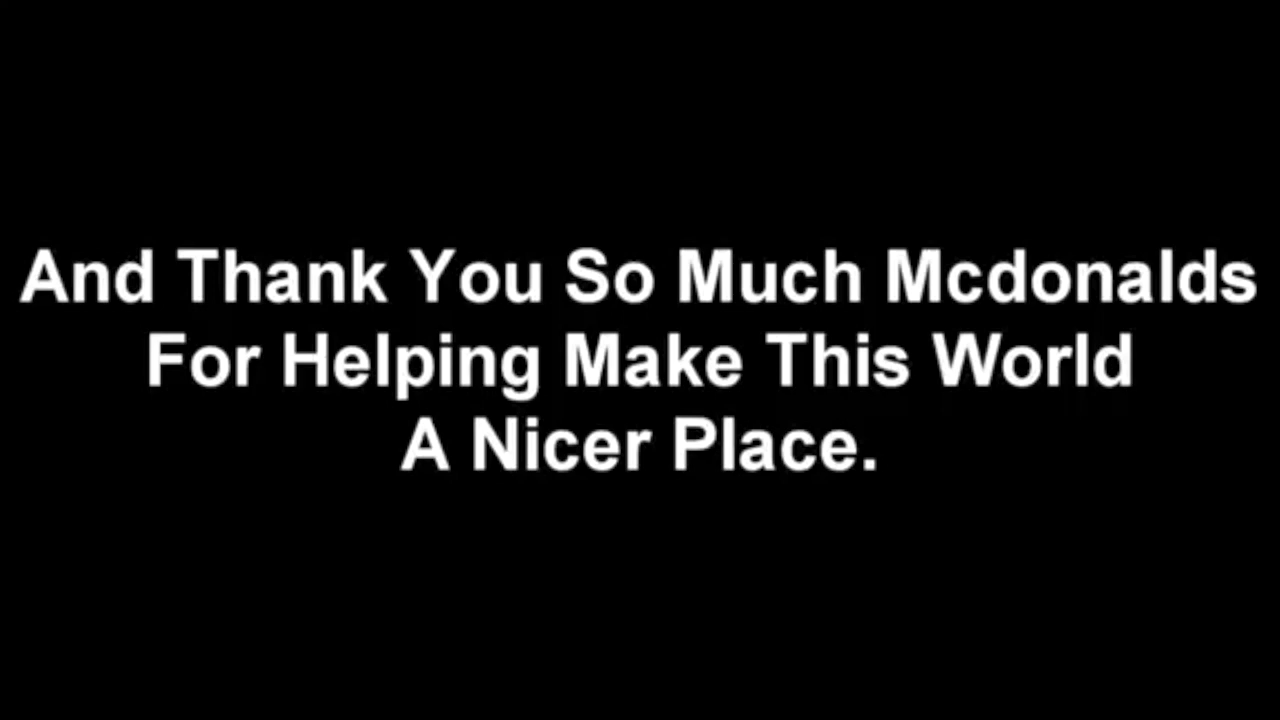 And Thank You So Much Mcdonalds
For Helping Make This World
A Nicer Place.